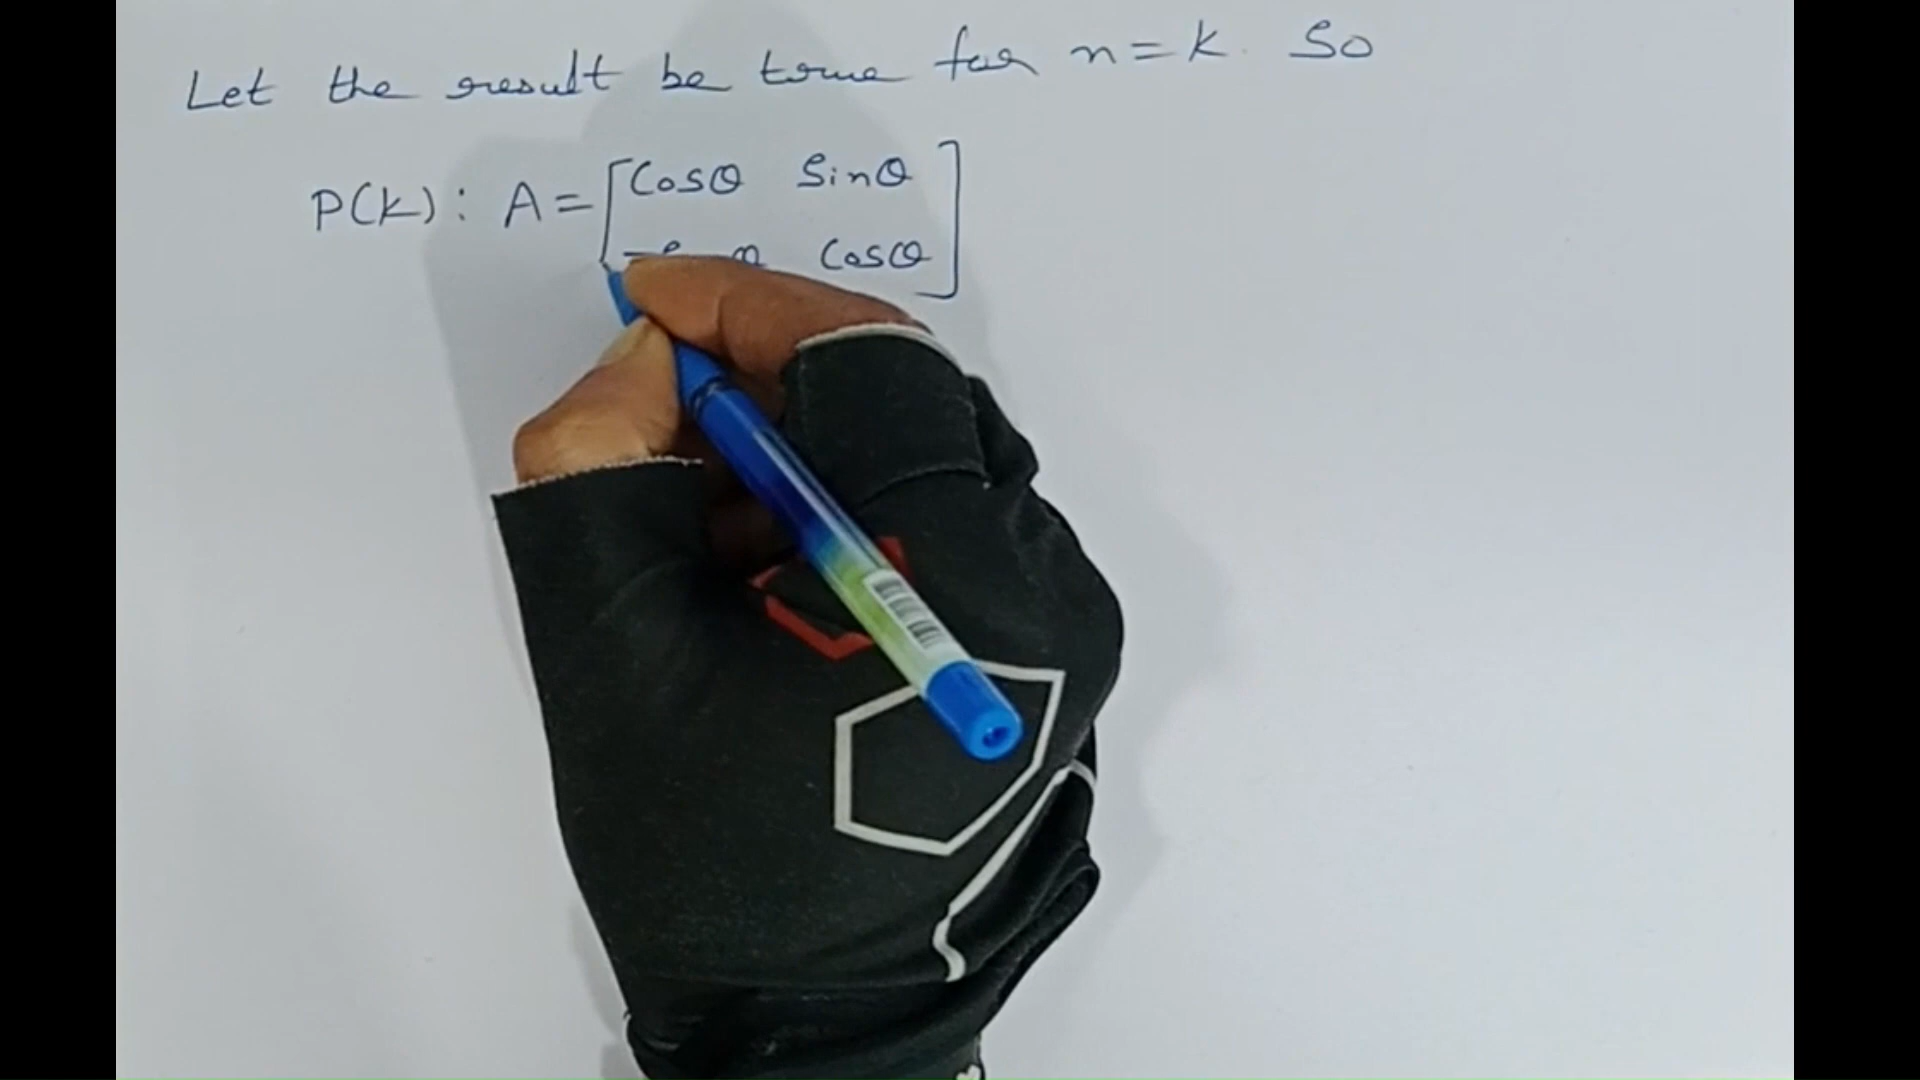 Let the result be true for n=k. So
P(k): A = [Cosθ Sinθ
Cosθ]